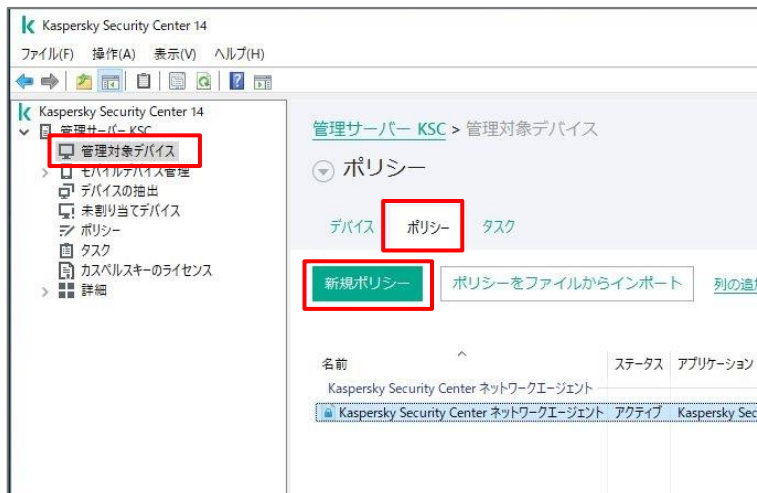 Kaspersky Security Center 14
ファイル(F) 操作(A) 表示(V) ヘルプ(H)
Kaspersky Security Center 14
管理サーバー KSC
管理対象デバイス
モバイルデバイス管理
デバイスの抽出
未割り当てデバイス
ポリシー
タスク
カスペルスキーのライセンス
詳細
管理サーバー KSC > 管理対象デバイス
ポリシー
デバイス ポリシー タスク
新規ポリシー ポリシーをファイルからインポート 列の追
名前 ステータス アプリケーション
Kaspersky Security Center ネットワークエージェント
Kaspersky Security Center ネットワークエージェント アクティブ Kaspersky Sec